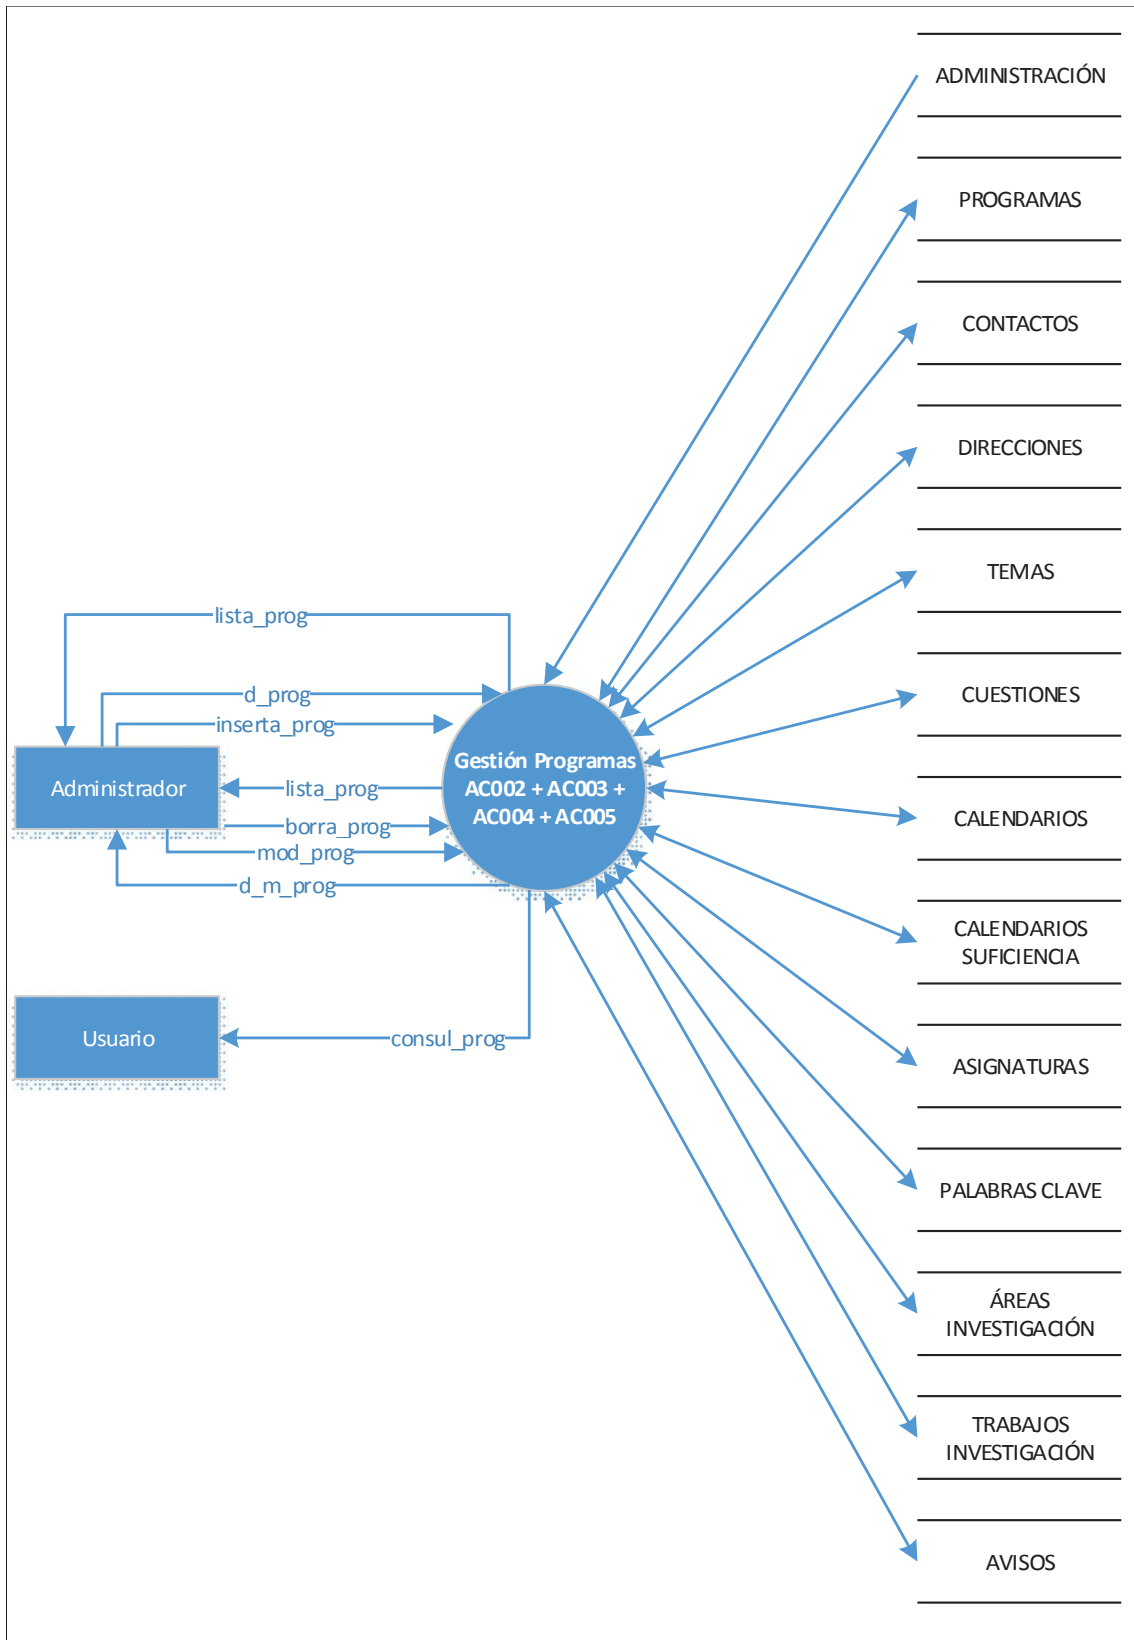 ADMINISTRACIÓN
PROGRAMAS
CONTACTOS
DIRECCIONES
TEMAS
lista_prog
d_prog
inserta_prog
CUESTIONES
Gestión Programas
AC002 + AC003 +
AC004 + AC005
Administrador
lista_prog
borra_prog
mod_prog
d_m_prog
CALENDARIOS
CALENDARIOS
SUFICIENCIA
Usuario
consul_prog
ASIGNATURAS
PALABRAS CLAVE
ÁREAS
INVESTIGACIÓN
TRABAJOS
INVESTIGACIÓN
AVISOS